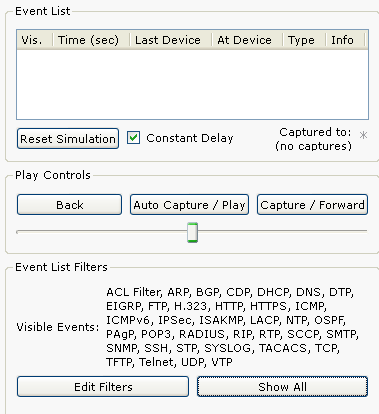 Event List
Vis. Time (sec) Last Device At Device Type Info
Reset Simulation Constant Delay Captured to: *
(no captures)
Play Controls
Back Auto Capture / Play Capture / Forward
Event List Filters
Visible Events:
ACL Filter, ARP, BGP, CDP, DHCP, DNS, DTP,
EIGRP, FTP, H.323, HTTP, HTTPS, ICMP,
ICMPv6, IPSec, ISAKMP, LACP, NTP, OSPF,
PAgP, POP3, RADIUS, RIP, RTP, SCCP, SMTP,
SNMP, SSH, STP, SYSLOG, TACACS, TCP,
TFTP, Telnet, UDP, VTP
Edit Filters Show All